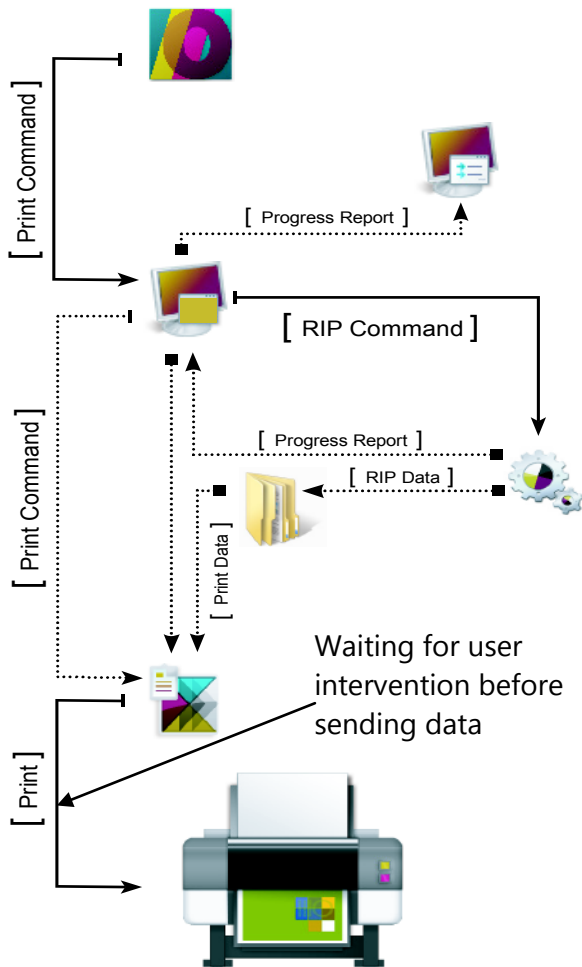 [ Print Command ]
[ Progress Report ]
[ RIP Command ]
[ Print Command ]
[ Progress Report ]
[ RIP Data ]
[ Print Data ]
Waiting for user
intervention before
sending data
[ Print ]